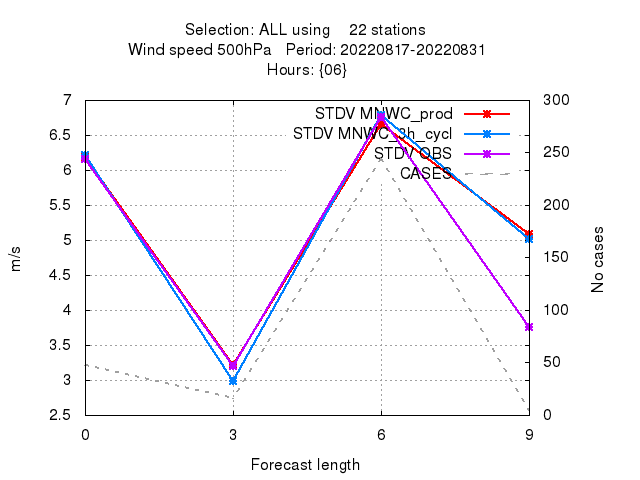 Selection: ALL using    22 stations
Wind speed 500hPa   Period: 20220817-20220831
Hours: {06}
STDV MNWC_prod
STDV MNWC_3h_cycl
STDV OBS
CASES
7
6.5
6
5.5
5
4.5
4
3.5
3
2.5
300
250
200
150
100
50
0
m/s
No cases
0 3 6 9
Forecast length